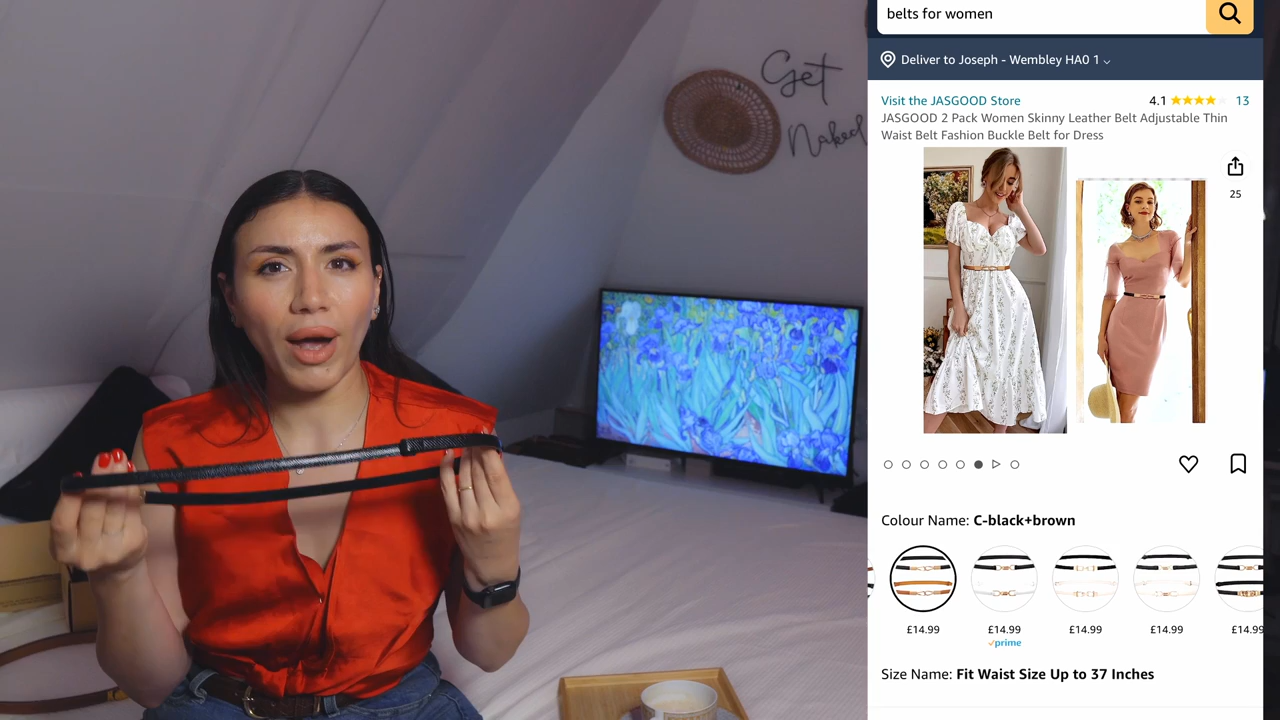 Get
Naked
belts for women
Deliver to Joseph - Wembley HA0 1
Visit the JASGOOD Store
4.1
13
JASGOOD 2 Pack Women Skinny Leather Belt Adjustable Thin
Waist Belt Fashion Buckle Belt for Dress
25
Colour Name: C-black+brown
£14.99
£14.99
£14.99
£14.99
£14.99
prime
Size Name: Fit Waist Size Up to 37 Inches